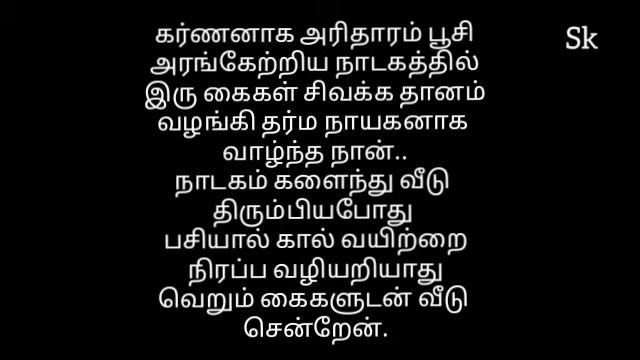 கர்ணனாக அரிதாரம் பூசி
Sk
அரங்கேற்றிய நாடகத்தில்
இரு கைகள் சிவக்க தானம்
வழங்கி தர்ம நாயகனாக
வாழ்ந்த நான்..
நாடகம் களைந்து வீடு
திரும்பியபோது
பசியால் கால் வயிற்றை
நிரப்ப வழியறியாது
வெறும் கைகளுடன் வீடு
சென்றேன்.